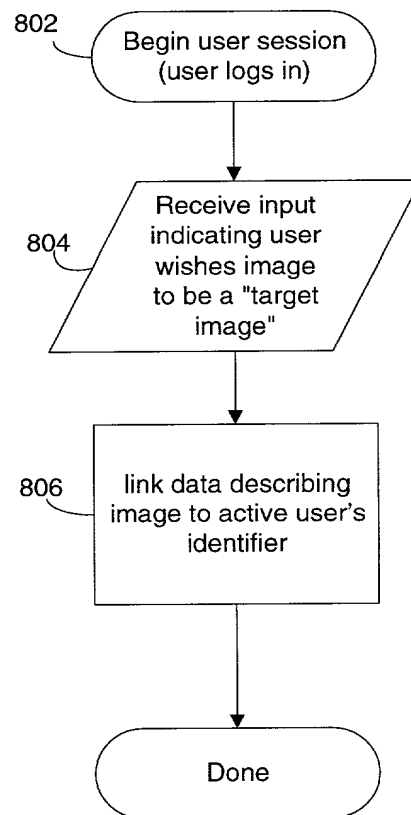 802
Begin user session
(user logs in)
804
Receive input
indicating user
wishes image
to be a "target
image"
806
link data describing
image to active user's
identifier
Done